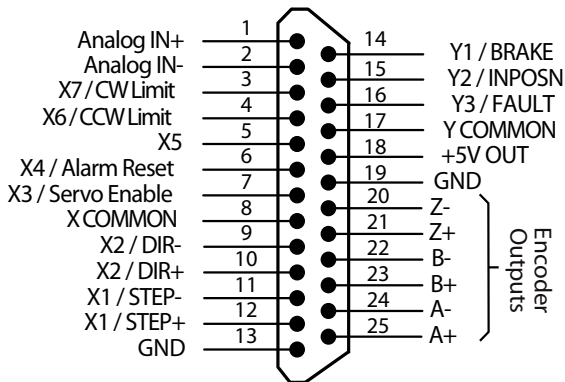 1
Analog IN+
2
Analog IN-
3
X7 / CW Limit
4
X6 / CCW Limit
5
X5
6
X4 / Alarm Reset
7
X3 / Servo Enable
8
X COMMON
9
X2 / DIR-
10
X2 / DIR+
11
X1 / STEP-
12
X1 / STEP+
13
GND
14
Y1 / BRAKE
15
Y2 / INPOSN
16
Y3 / FAULT
17
Y COMMON
18
+5V OUT
19
GND
20
Z-
21
Z+
22
B-
23
B+
24
A-
25
A+
Encoder
Outputs